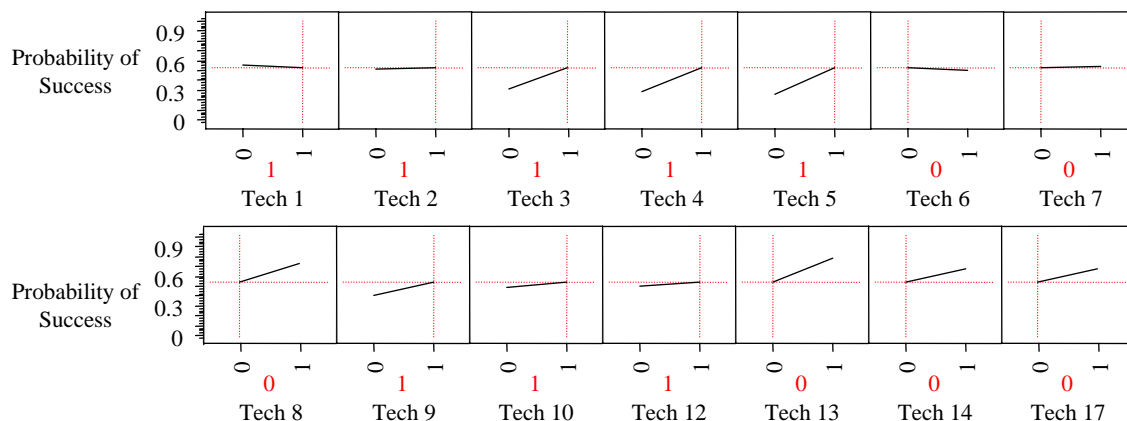 Probability of
Success
0.9
0.6
0.3
0
0 1 0 1 0 1 0 1 0 1 0 1 0 1
1 1 1 1 1 0 0
Tech 1 Tech 2 Tech 3 Tech 4 Tech 5 Tech 6 Tech 7
Probability of
Success
0.9
0.6
0.3
0
0 1 0 1 0 1 0 1 0 1 0 1 0 1
0 1 1 1 0 0 0
Tech 8 Tech 9 Tech 10 Tech 12 Tech 13 Tech 14 Tech 17